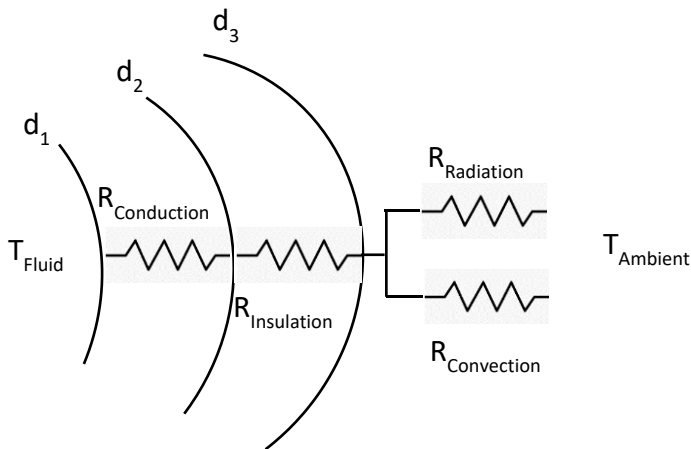 d3
d2
d1
RRadiation
RConduction
TFluid
TAmbient
RInsulation
RConvection